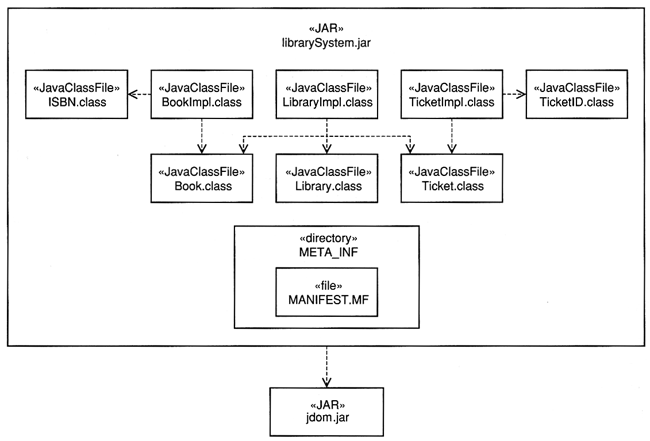 «JAR»
librarySystem.jar
«JavaClassFile»
ISBN.class
«JavaClassFile»
BookImpl.class
«JavaClassFile»
LibraryImpl.class
«JavaClassFile»
TicketImpl.class
«JavaClassFile»
TicketID.class
«JavaClassFile»
Book.class
«JavaClassFile»
Library.class
«JavaClassFile»
Ticket.class
«directory»
META_INF
«file»
MANIFEST.MF
«JAR»
jdom.jar